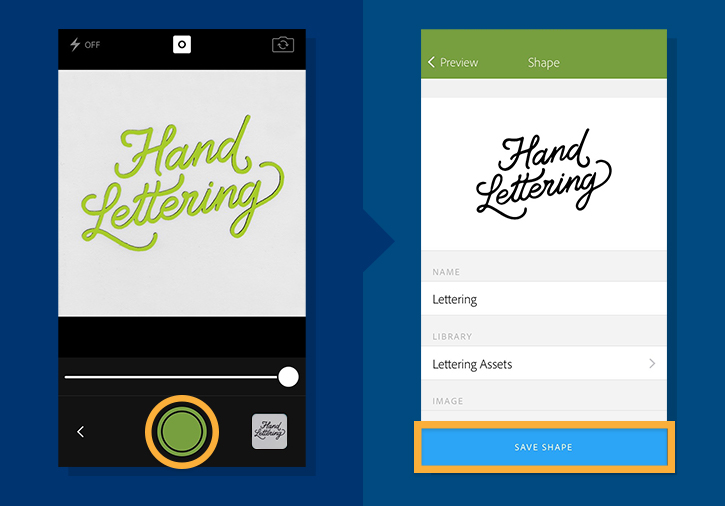 OFF
Hand
Lettering
Hand
Lettering
Preview
Shape
Hand
Lettering
NAME
Lettering
LIBRARY
Lettering Assets
IMAGE
SAVE SHAPE